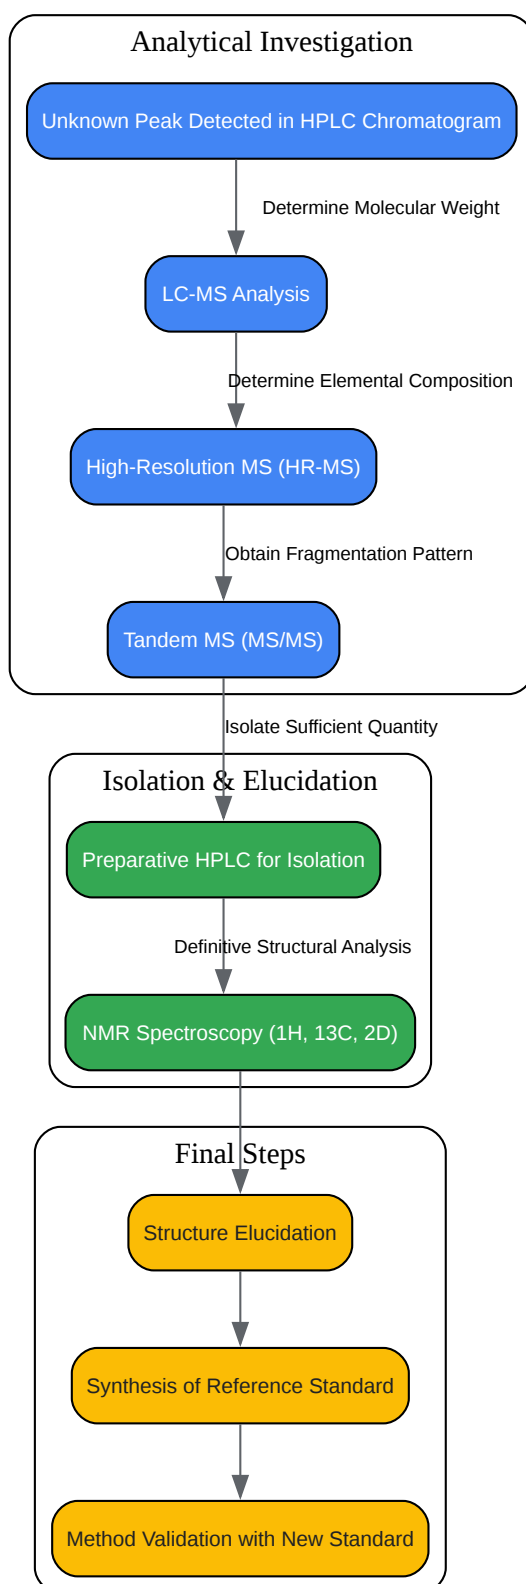 Analytical Investigation
Unknown Peak Detected in HPLC Chromatogram
Determine Molecular Weight
LC-MS Analysis
Determine Elemental Composition
High-Resolution MS (HR-MS)
Obtain Fragmentation Pattern
Tandem MS (MS/MS)
Isolate Sufficient Quantity
Isolation & Elucidation
Preparative HPLC for Isolation
Definitive Structural Analysis
NMR Spectroscopy (1H, 13C, 2D)
Final Steps
Structure Elucidation
Synthesis of Reference Standard
Method Validation with New Standard